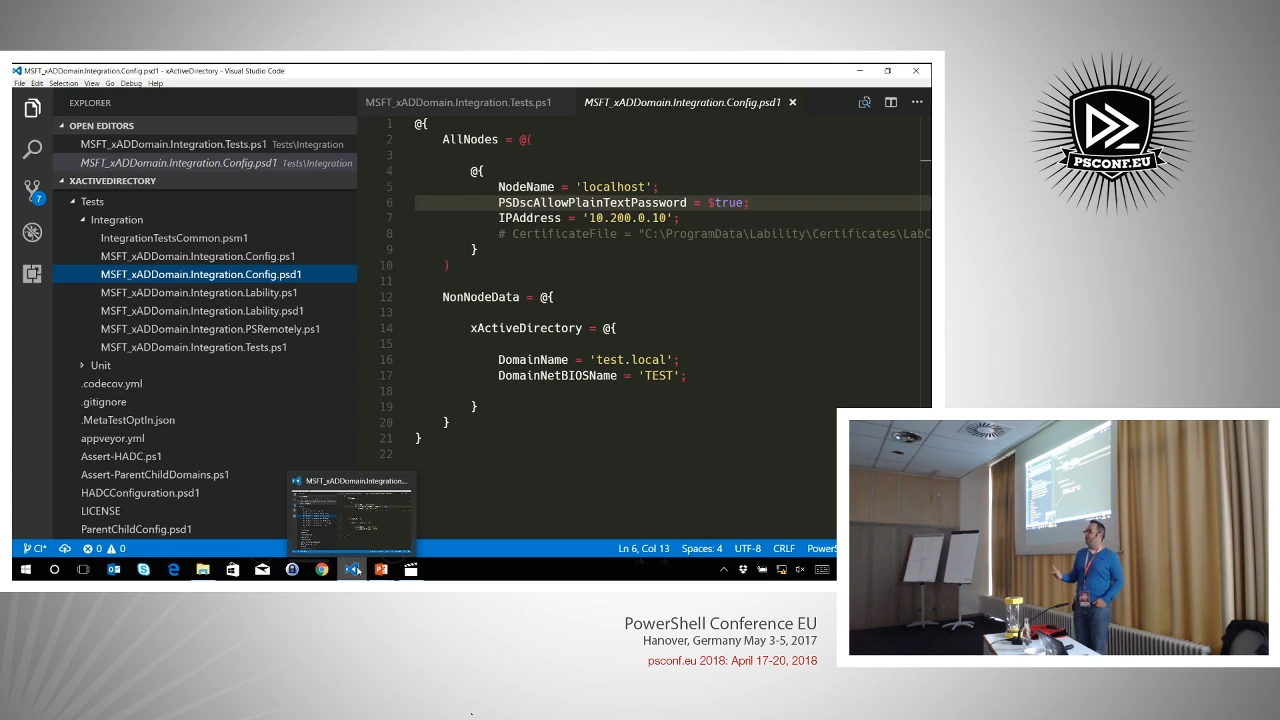 MSFT_xADDomain.Integration.Config.psd1 - xActiveDirectory - Visual Studio Code
File Edit Selection View Go Debug Help
EXPLORER
OPEN EDITORS
MSFT_xADDomain.Integration.Tests.ps1 Tests\Integration
MSFT_xADDomain.Integration.Config.psd1 Tests\Integration
XACTIVEDIRECTORY
Tests
Integration
IntegrationTestsCommon.psm1
MSFT_xADDomain.Integration.Config.ps1
MSFT_xADDomain.Integration.Config.psd1
MSFT_xADDomain.Integration.Lability.ps1
MSFT_xADDomain.Integration.Lability.psd1
MSFT_xADDomain.Integration.PSRemotely.ps1
MSFT_xADDomain.Integration.Tests.ps1
Unit
.codecov.yml
.gitignore
.MetaTestOptIn.json
appveyor.yml
Assert-HADC.ps1
Assert-ParentChildDomains.ps1
HADCConfiguration.psd1
LICENSE
ParentChildConfig.psd1
7
MSFT_xADDomain.Integration.Tests.ps1 MSFT_xADDomain.Integration.Config.psd1
1 @{
2 AllNodes = @(
3
4 @{
5 NodeName = 'localhost';
6 PSDscAllowPlainTextPassword = $true;
7 IPAddress = '10.200.0.10';
8 # CertificateFile = "C:\ProgramData\Lability\Certificates\LabC
9 }
10 )
11
12 NonNodeData = @{
13
14 xActiveDirectory = @{
15
16 DomainName = 'test.local';
17 DomainNetBIOSName = 'TEST';
18
19 }
20 }
21 }
22
MSFT_xADDomain.Integration...
CI* 0 0 Ln 6, Col 13 Spaces: 4 UTF-8 CRLF PowerS
PSCONF.EU
PowerShell Conference EU
Hanover, Germany May 3-5, 2017
psconf.eu 2018: April 17-20, 2018